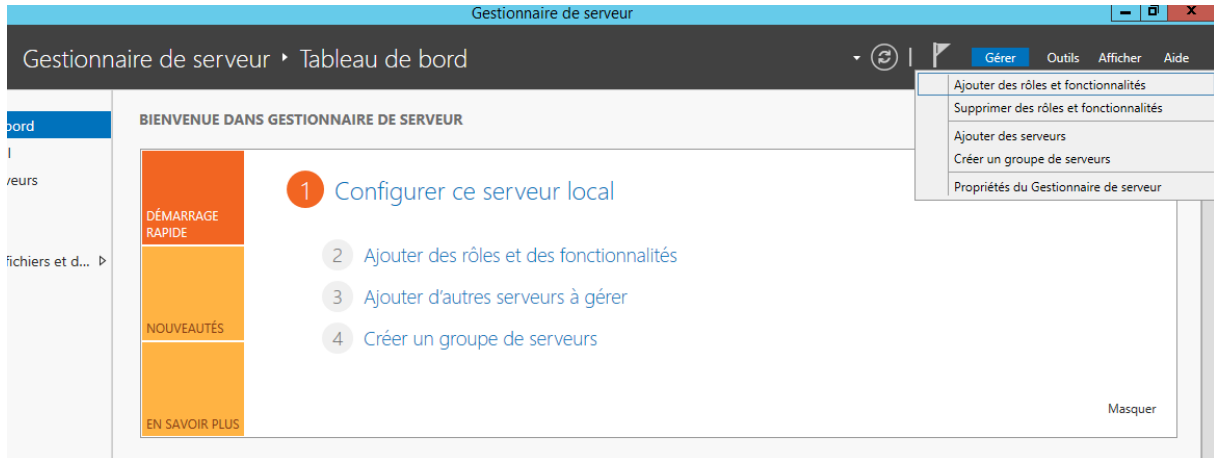 Gestionnaire de serveur
Gestionnaire de serveur ‣ Tableau de bord
Gérer Outils Afficher Aide
Ajouter des rôles et fonctionnalités
Supprimer des rôles et fonctionnalités
Ajouter des serveurs
Créer un groupe de serveurs
Propriétés du Gestionnaire de serveur
bord
l
veurs
fichiers et d...
BIENVENUE DANS GESTIONNAIRE DE SERVEUR
DÉMARRAGE
RAPIDE
NOUVEAUTÉS
EN SAVOIR PLUS
1 Configurer ce serveur local
2 Ajouter des rôles et des fonctionnalités
3 Ajouter d’autres serveurs à gérer
4 Créer un groupe de serveurs
Masquer